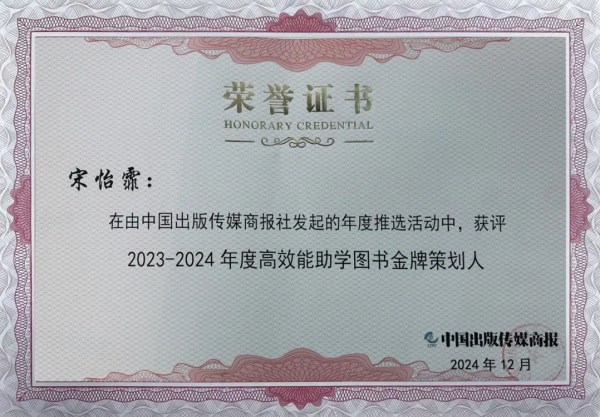 荣誉证书
HONORARY CREDENTIAL
宋怡霏：
在由中国出版传媒商报社发起的年度推选活动中，获评
2023-2024 年度高效能助学图书金牌策划人
中国出版传媒商报
2024 年 12 月